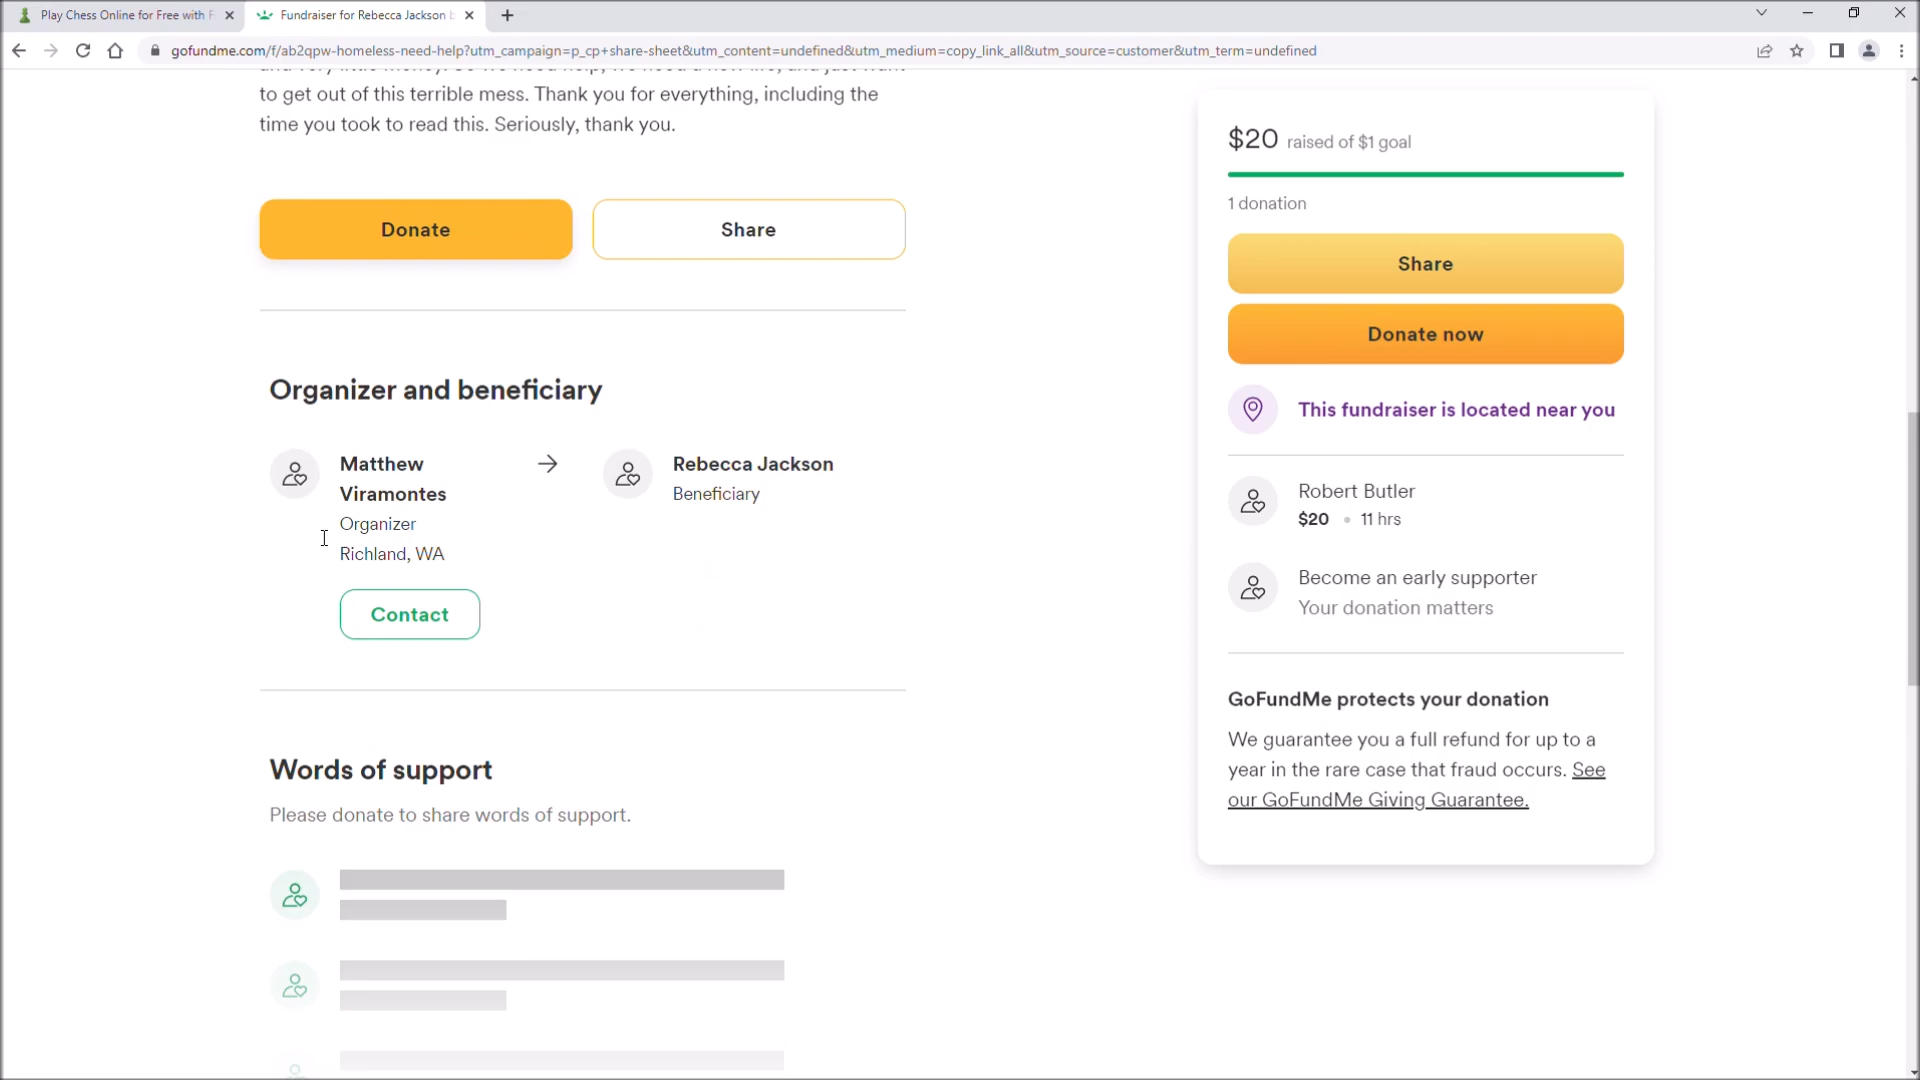 Play Chess Online for Free with F
Fundraiser for Rebecca Jackson b
gofundme.com/f/ab2qpw-homeless-need-help?utm_campaign=p_cp+share-sheet&utm_content=undefined&utm_medium=copy_link_all&utm_source=customer&utm_term=undefined
to get out of this terrible mess. Thank you for everything, including the
time you took to read this. Seriously, thank you.
Donate
Share
Organizer and beneficiary
Matthew
Viramontes
Organizer
Richland, WA
Contact
Rebecca Jackson
Beneficiary
Words of support
Please donate to share words of support.
$20 raised of $1 goal
1 donation
Share
Donate now
This fundraiser is located near you
Robert Butler
$20 • 11 hrs
Become an early supporter
Your donation matters
GoFundMe protects your donation
We guarantee you a full refund for up to a
year in the rare case that fraud occurs. See
our GoFundMe Giving Guarantee.